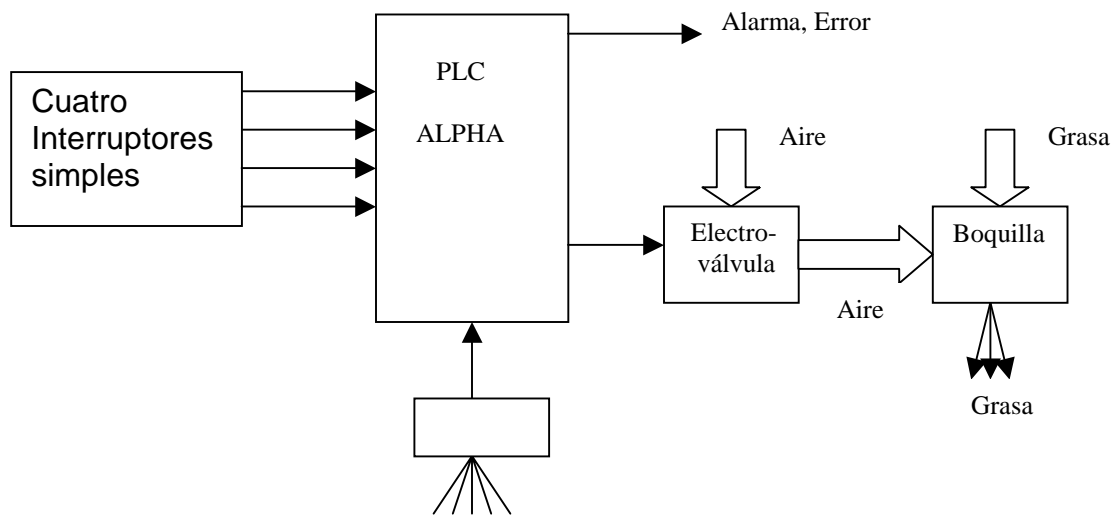 Alarma, Error
PLC
ALPHA
Cuatro
Interruptores
simples
Aire
Grasa
Electro-
válvula
Boquilla
Aire
Grasa